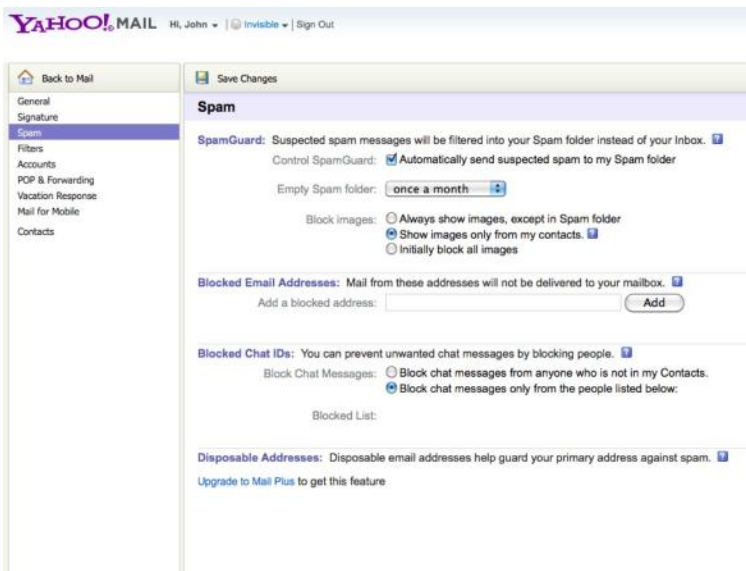 YAHOO! MAIL Hi, John Invisible | Sign Out
Back to Mail
General
Signature
Spam
Filters
Accounts
POP & Forwarding
Vacation Response
Mail for Mobile
Contacts
Save Changes
Spam
SpamGuard: Suspected spam messages will be filtered into your Spam folder instead of your Inbox. ?
Control SpamGuard: Automatically send suspected spam to my Spam folder
Empty Spam folder: once a month
Block images: Always show images, except in Spam folder
Show images only from my contacts. ?
Initially block all images
Blocked Email Addresses: Mail from these addresses will not be delivered to your mailbox. ?
Add a blocked address: Add
Blocked Chat IDs: You can prevent unwanted chat messages by blocking people. ?
Block Chat Messages: Block chat messages from anyone who is not in my Contacts.
Block chat messages only from the people listed below:
Blocked List:
Disposable Addresses: Disposable email addresses help guard your primary address against spam. ?
Upgrade to Mail Plus to get this feature